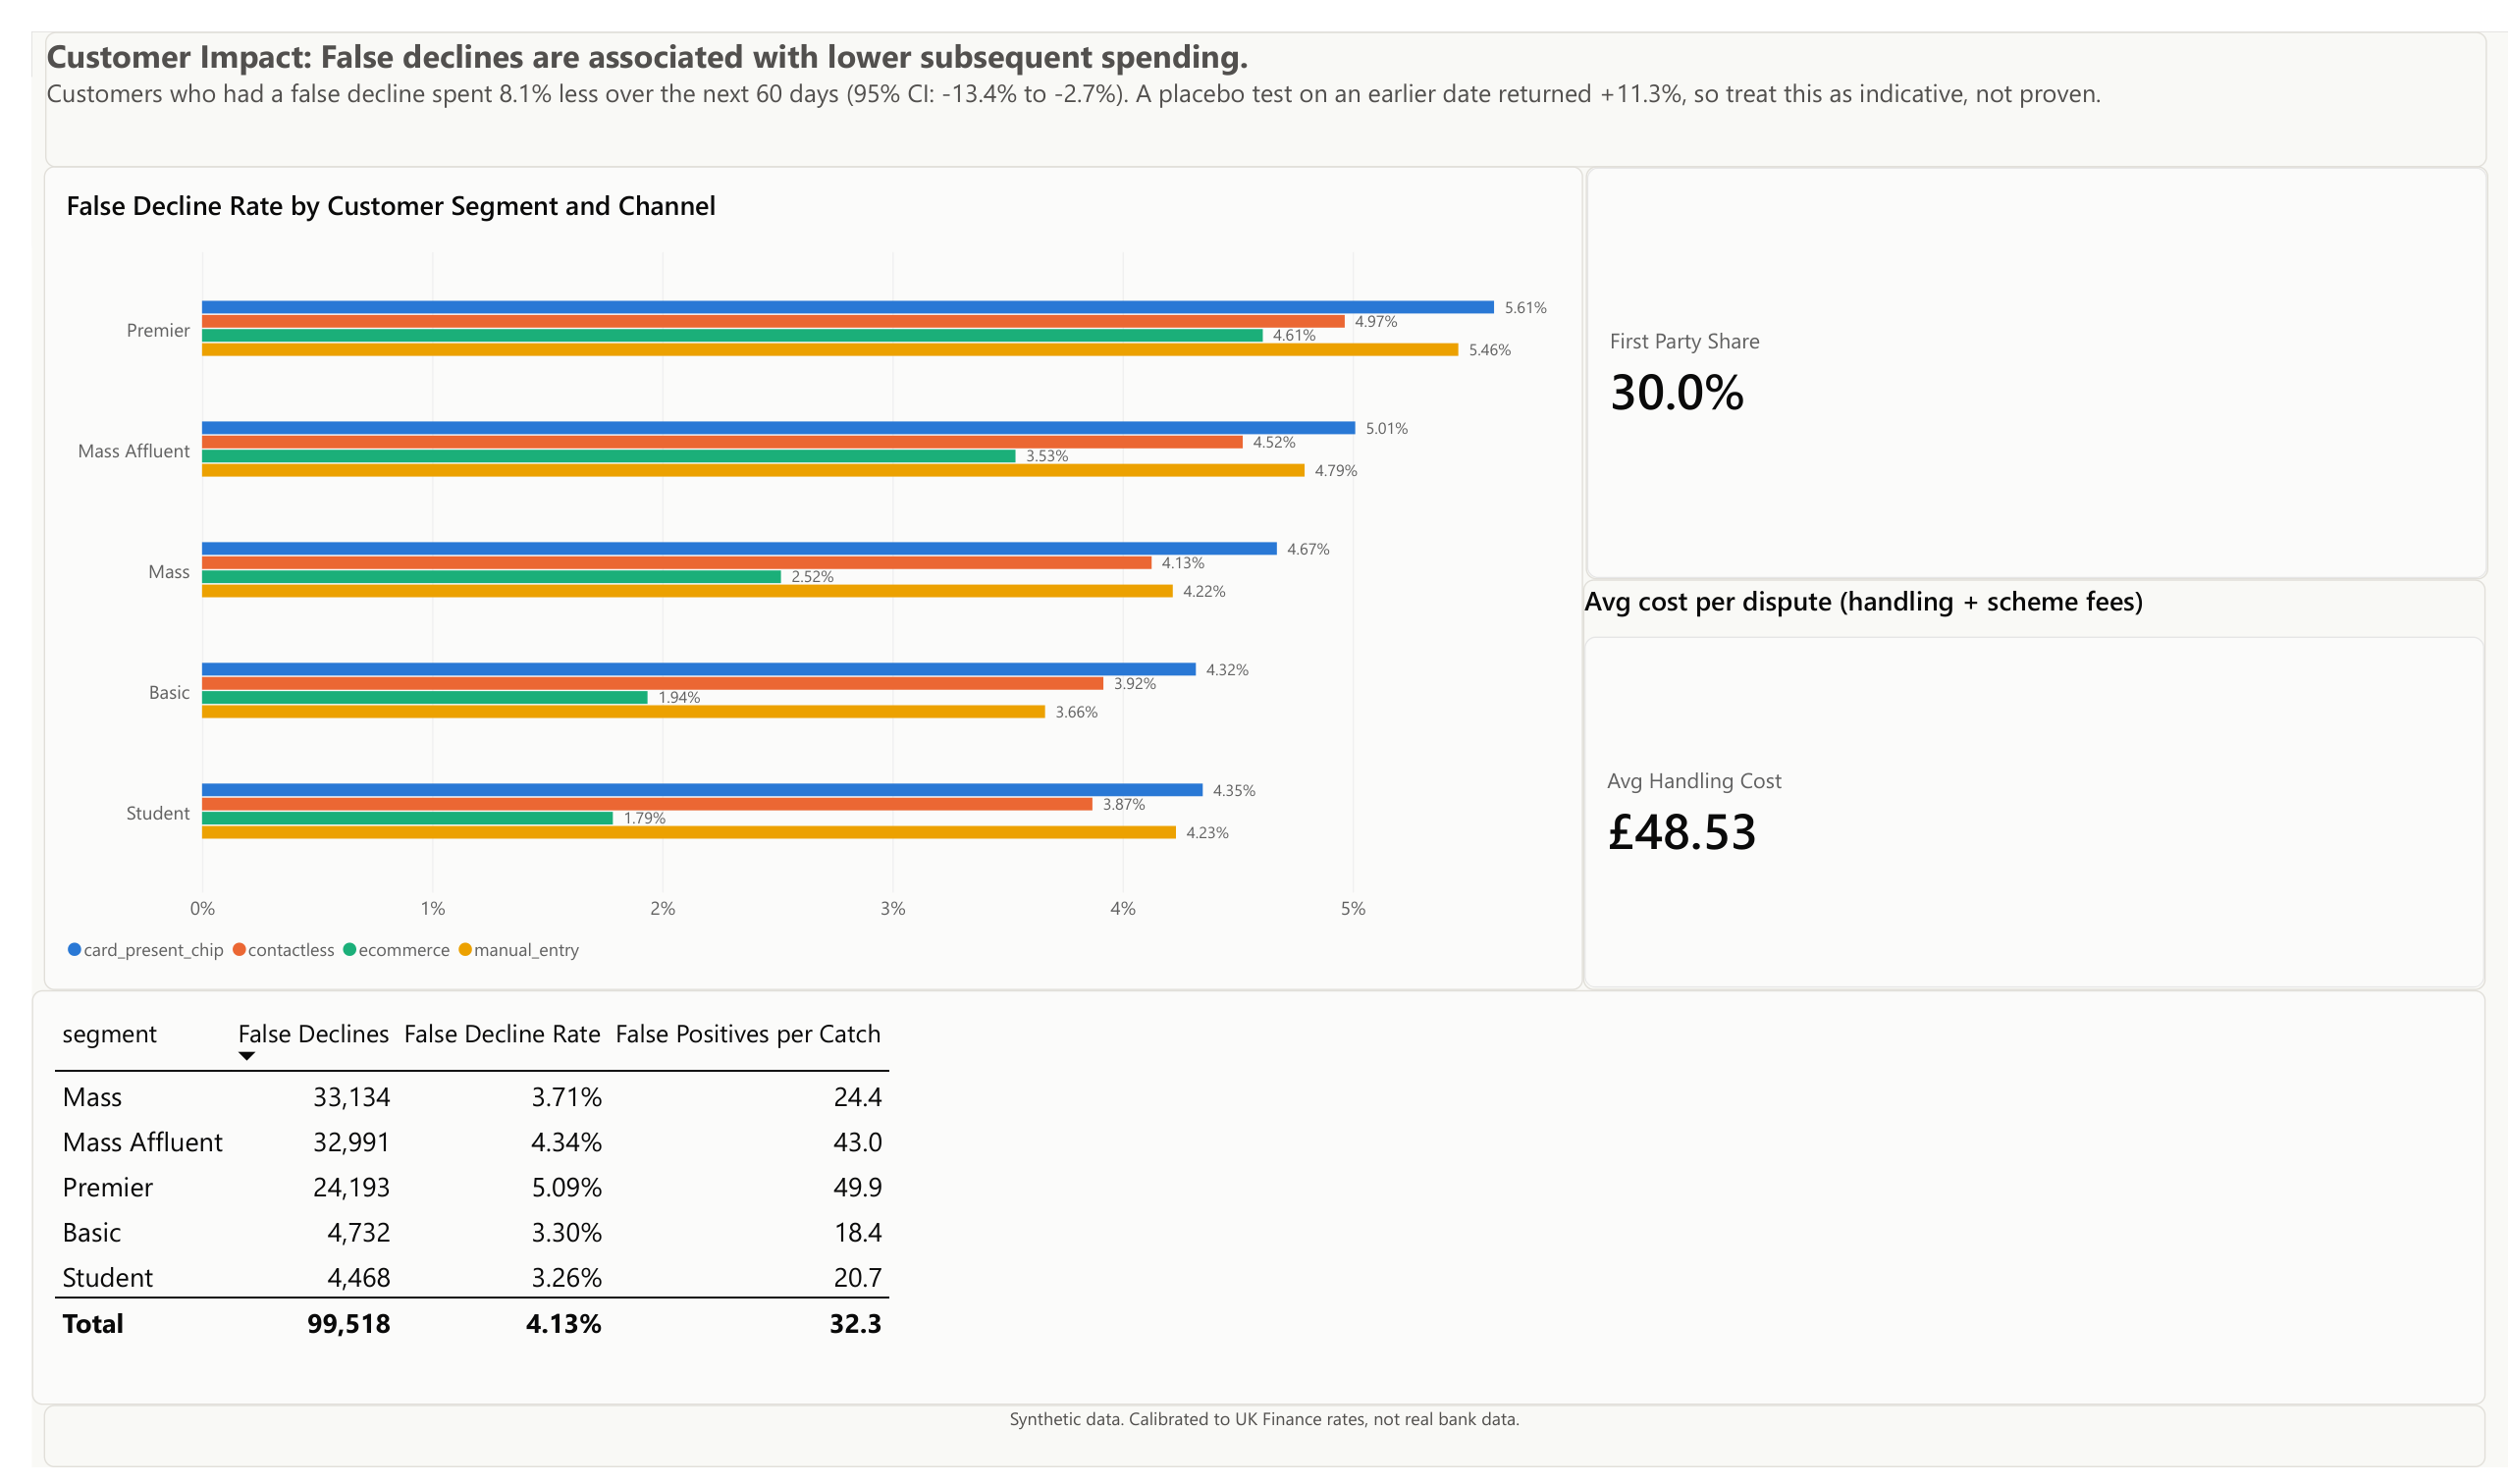 Customer Impact: False declines are associated with lower subsequent spending.
Customers who had a false decline spent 8.1% less over the next 60 days (95% CI: -13.4% to -2.7%). A placebo test on an earlier date returned +11.3%, so treat this as indicative, not proven.
False Decline Rate by Customer Segment and Channel
Premier
5.61%
4.97%
4.61%
5.46%
Mass Affluent
5.01%
4.52%
3.53%
4.79%
Mass
4.67%
4.13%
2.52%
4.22%
Basic
4.32%
3.92%
1.94%
3.66%
Student
4.35%
3.87%
1.79%
4.23%
0% 1% 2% 3% 4% 5%
card_present_chip contactless ecommerce manual_entry
First Party Share
30.0%
Avg cost per dispute (handling + scheme fees)
Avg Handling Cost
£48.53
segment False Declines False Decline Rate False Positives per Catch
Mass 33,134 3.71% 24.4
Mass Affluent 32,991 4.34% 43.0
Premier 24,193 5.09% 49.9
Basic 4,732 3.30% 18.4
Student 4,468 3.26% 20.7
Total 99,518 4.13% 32.3
Synthetic data. Calibrated to UK Finance rates, not real bank data.